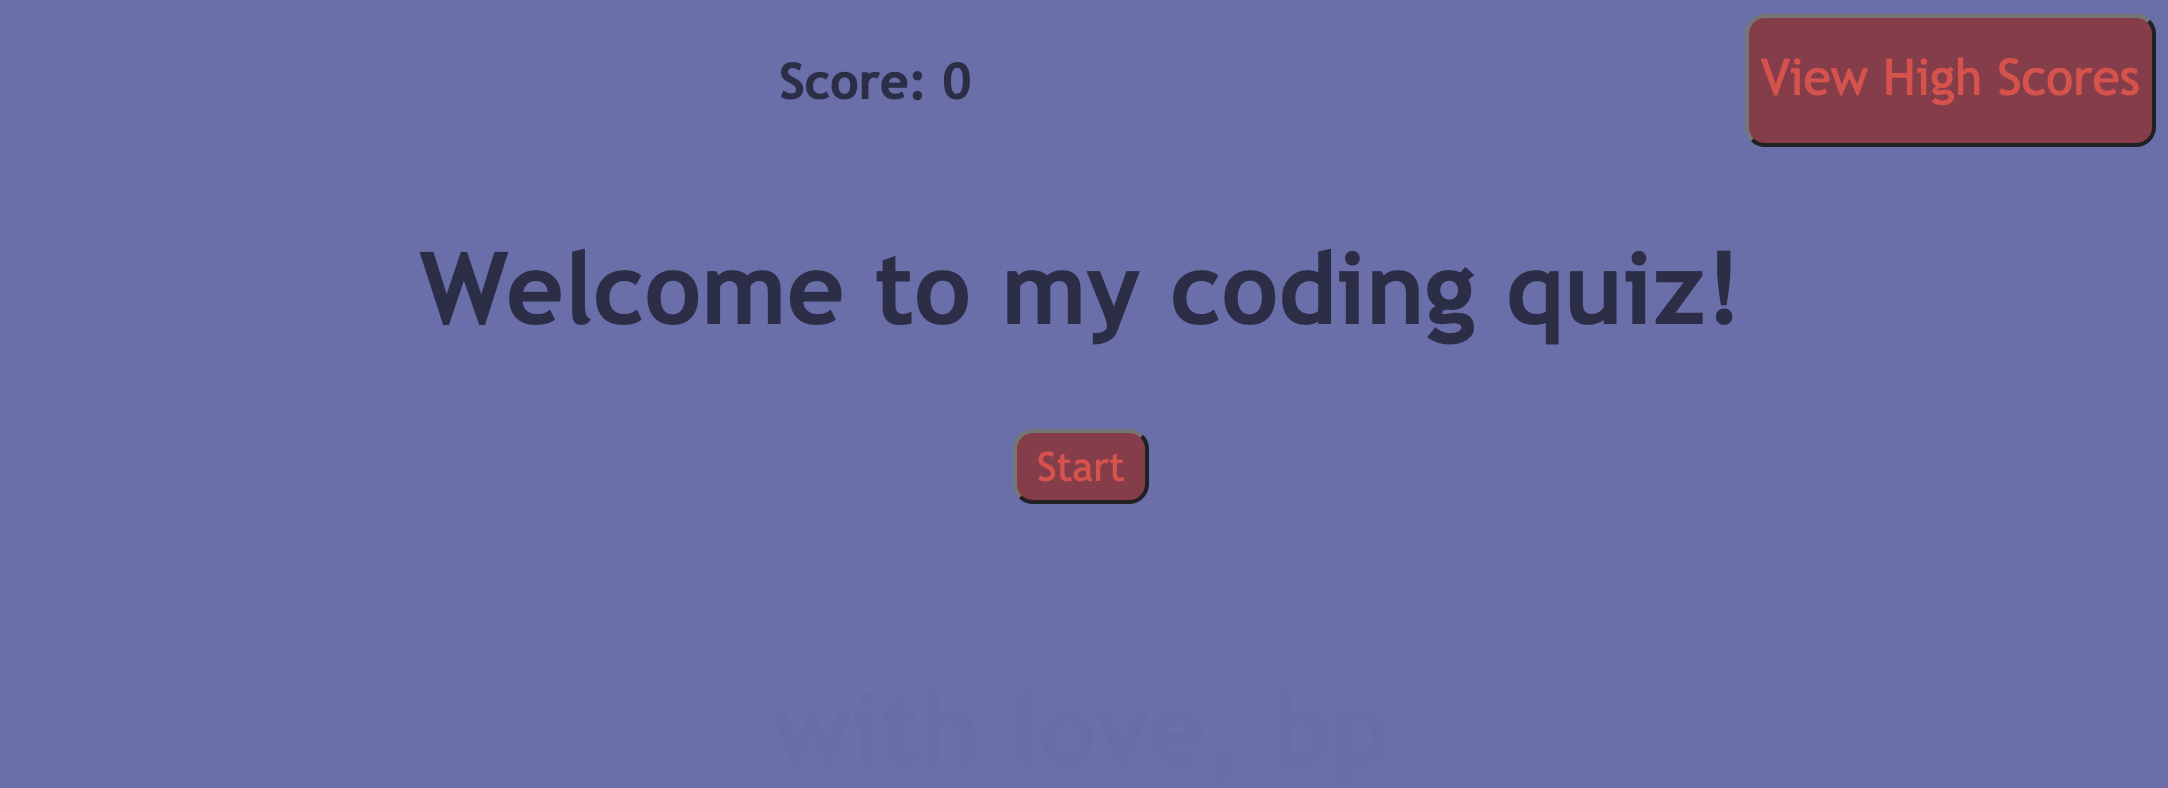 Score: 0
View High Scores
Welcome to my coding quiz!
Start
with love, bp